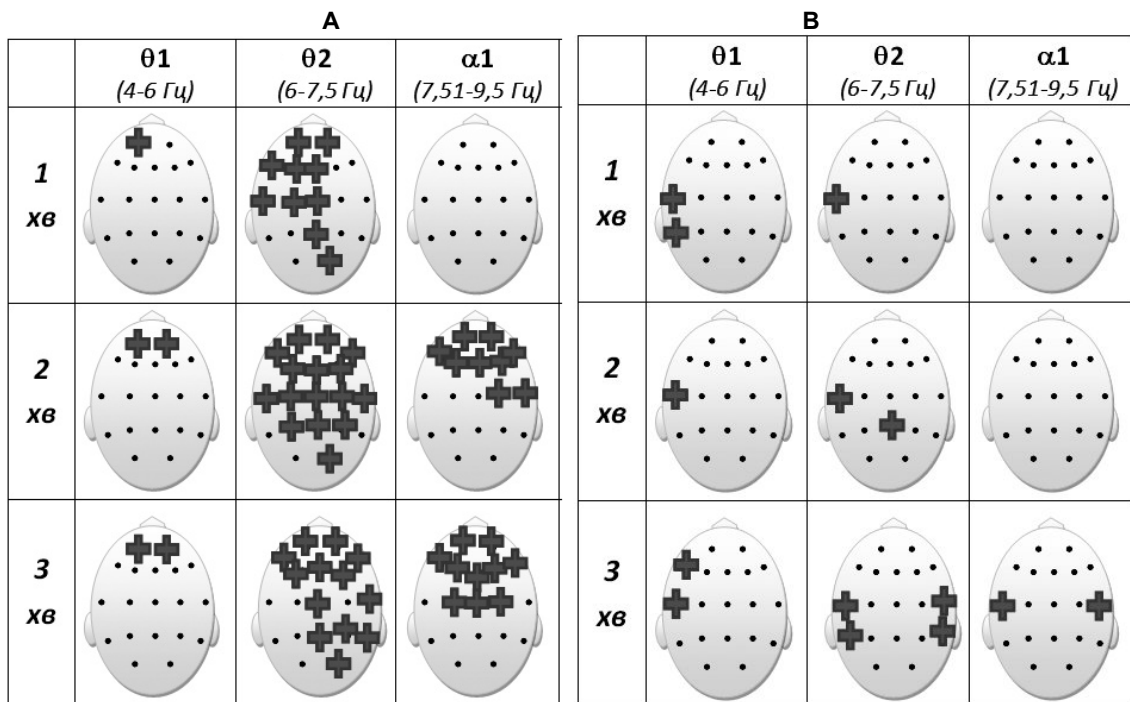 A
B
θ1 θ2 α1
(4-6 Гц) (6-7,5 Гц) (7,51-9,5 Гц)
θ1 θ2 α1
(4-6 Гц) (6-7,5 Гц) (7,51-9,5 Гц)
1
хв
1
хв
2
хв
2
хв
3
хв
3
хв